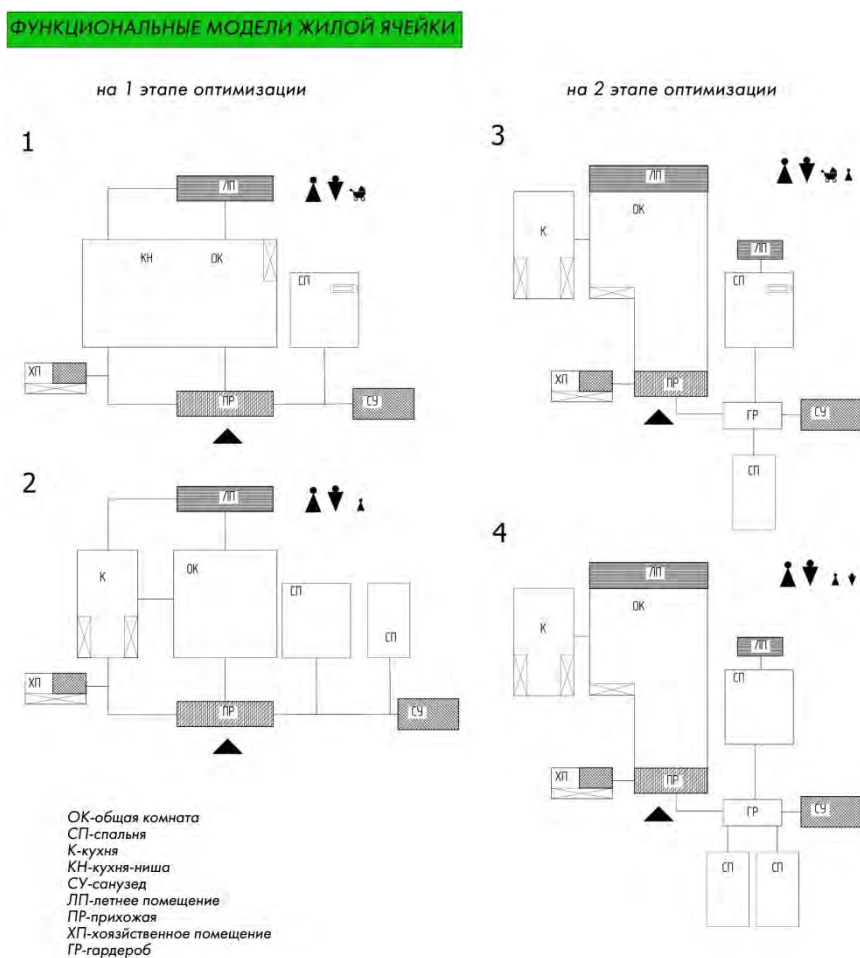 ФУНКЦИОНАЛЬНЫЕ МОДЕЛИ ЖИЛОЙ ЯЧЕЙКИ
на 1 этапе оптимизации
1
ЛП
КН ОК
СП
ХП
ПР
СУ
2
ЛП
К
ОК
СП
СП
ХП
ПР
СУ
на 2 этапе оптимизации
3
ЛП
К
ОК
ЛП
СП
ХП
ПР
ГР
СУ
СП
4
ЛП
К
ОК
ЛП
СП
ХП
ПР
ГР
СУ
СП СП
ОК-общая комната
СП-спальня
К-кухня
КН-кухня-ниша
СУ-санузед
ЛП-летнее помещение
ПР-прихожая
ХП-хоязйственное помещение
ГР-гардероб